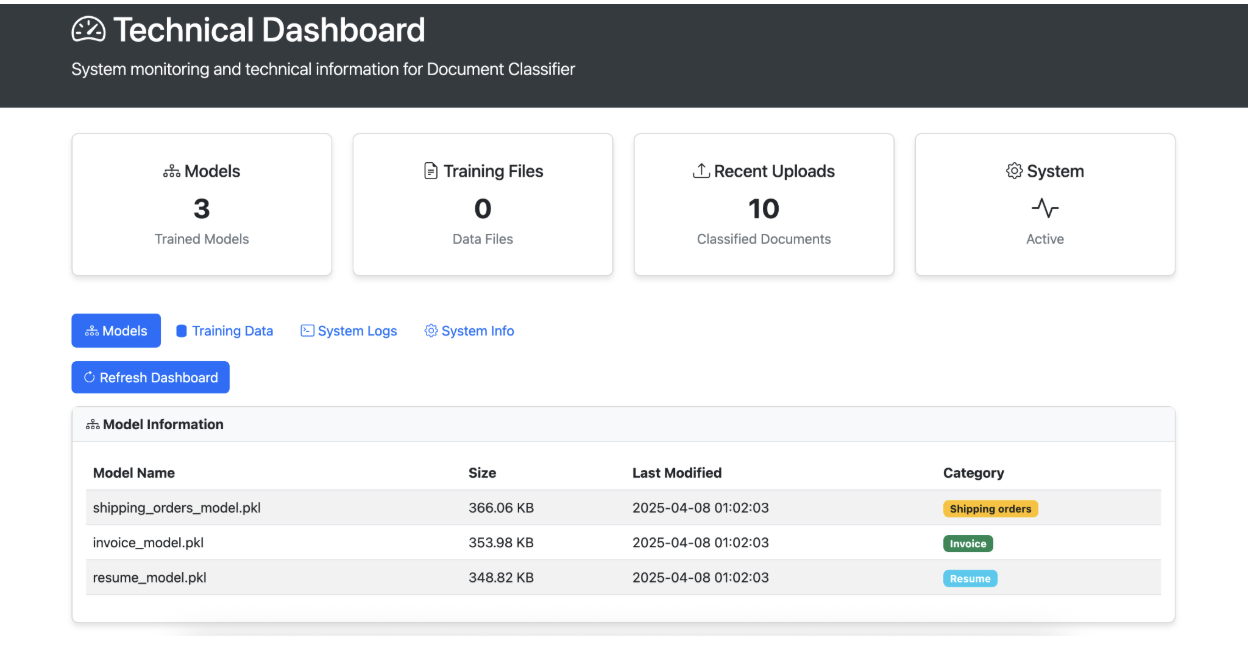 Technical Dashboard
System monitoring and technical information for Document Classifier
Models
3
Trained Models
Training Files
0
Data Files
Recent Uploads
10
Classified Documents
System
Active
Models Training Data System Logs System Info
Refresh Dashboard
Model Information
Model Name Size Last Modified Category
shipping_orders_model.pkl 366.06 KB 2025-04-08 01:02:03 Shipping orders
invoice_model.pkl 353.98 KB 2025-04-08 01:02:03 Invoice
resume_model.pkl 348.82 KB 2025-04-08 01:02:03 Resume